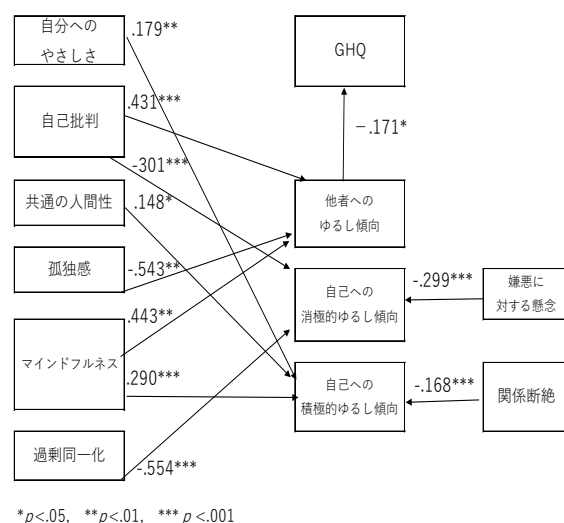 自分への
やさしさ
.179**
GHQ
自己批判
.431***
-.171*
-301***
共通の人間性
.148*
他者への
ゆるし傾向
孤独感
-.543**
自己への
消極的ゆるし傾向
-.299***
嫌悪に
対する懸念
.443**
マインドフルネス
.290***
自己への
積極的ゆるし傾向
-.168***
関係断絶
過剰同一化
-.554***
*p<.05, **p<.01, *** p <.001